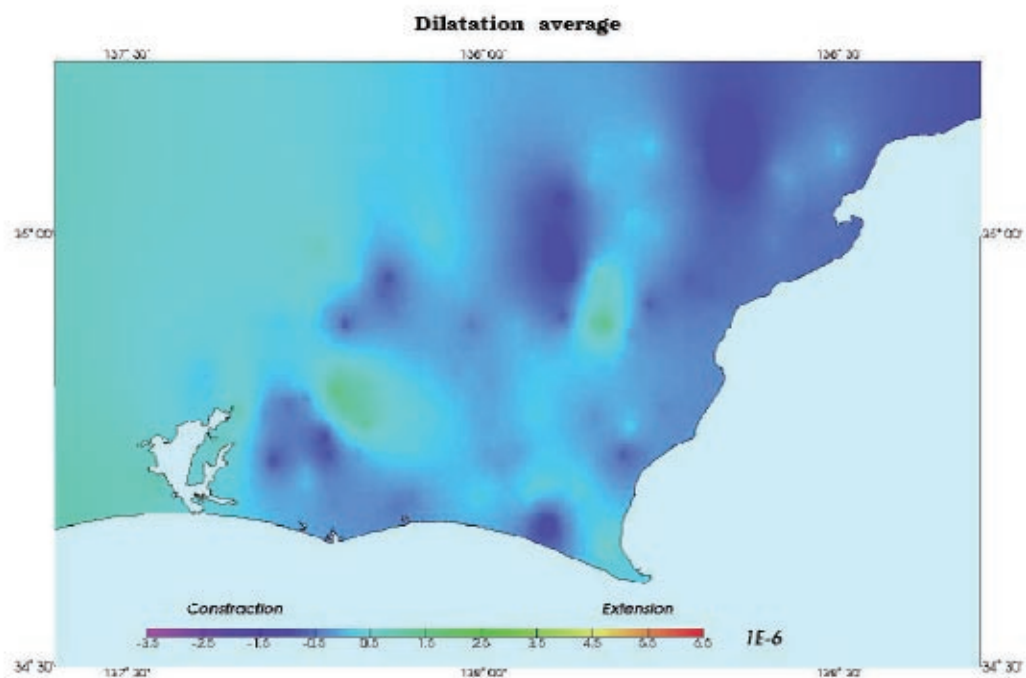 Dilatation average
137° 30' 138° 00' 138° 30'
35° 00' 35° 00'
Constraction Extension
-3.5 -2.5 -1.5 -0.5 0.5 1.5 2.5 3.5 4.5 5.5 6.5 1E-6
34° 30' 34° 30'
137° 30' 138° 00' 138° 30'